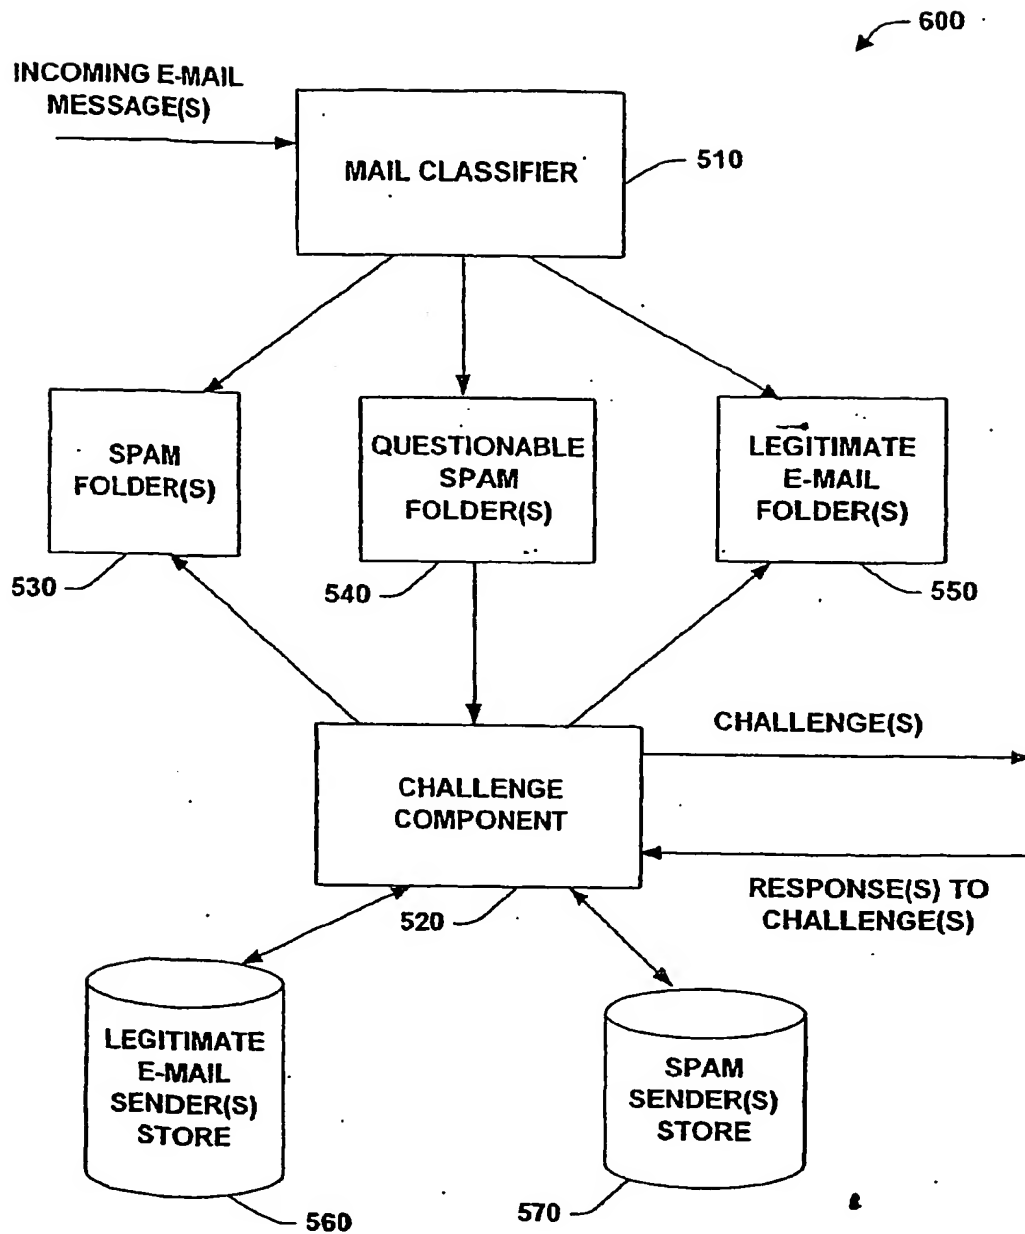 600
INCOMING E-MAIL
MESSAGE(S)
MAIL CLASSIFIER
510
SPAM
FOLDER(S)
530
QUESTIONABLE
SPAM
FOLDER(S)
540
LEGITIMATE
E-MAIL
FOLDER(S)
550
CHALLENGE(S)
CHALLENGE
COMPONENT
520
RESPONSE(S) TO
CHALLENGE(S)
LEGITIMATE
E-MAIL
SENDER(S)
STORE
560
SPAM
SENDER(S)
STORE
570